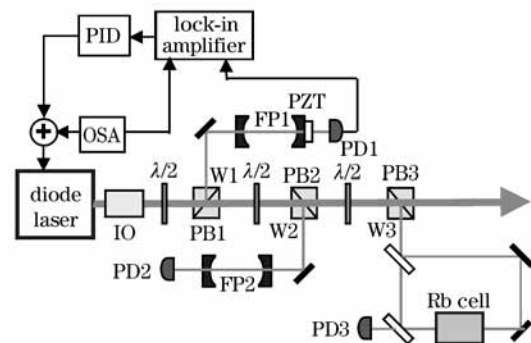 PID
lock-in
amplifier
PZT
OSA
FP1
PD1
diode
laser
IO
λ/2
W1
PB1
λ/2
PB2
W2
λ/2
PB3
W3
PD2
FP2
Rb cell
PD3